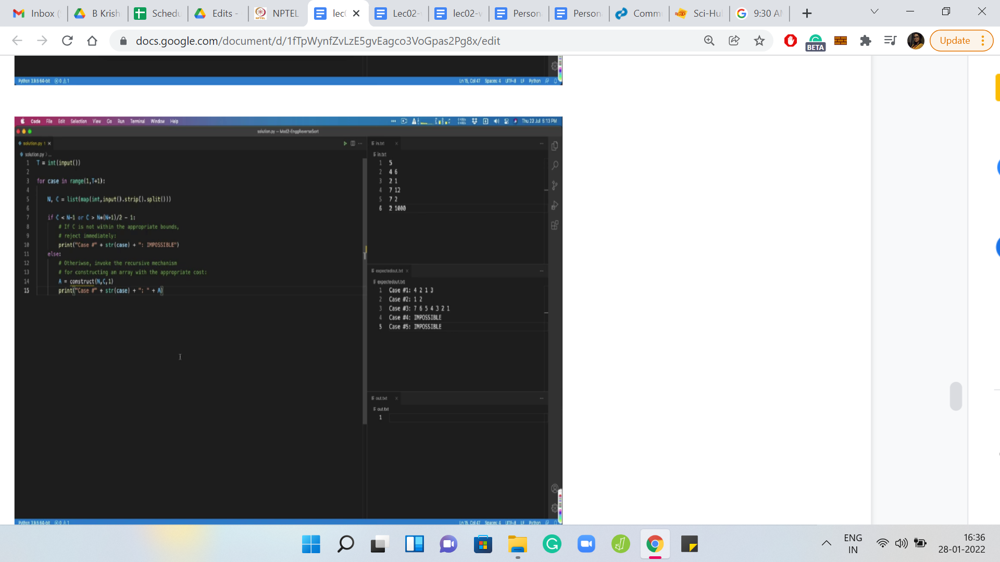 Inbox (
B Krish
Schedu
Edits -
NPTEL
lec(
Lec02-
lec02-v
Person
Person
Commu
Sci-Hul
9:30 AM
docs.google.com/document/d/1fTpWynfZvLzE5gvEagco3VoGpas2Pg8x/edit
BETA
Update
Python 3.9.5 64-bit 0 1
Ln 15, Col 47 Spaces: 4 UTF-8 LF Python
Code File Edit Selection View Go Run Terminal Window Help
Thu 22 Jul 5:13 PM
solution.py — Mod2-EnggReverseSort
solution.py 1 ×
solution.py > ...
1 T = int(input())
2
3 for case in range(1,T+1):
4
5 N, C = list(map(int,input().strip().split()))
6
7 if C < N-1 or C > N*(N+1)/2 - 1:
8 # If C is not within the appropriate bounds,
9 # reject immediately:
10 print("Case #" + str(case) + ": IMPOSSIBLE")
11 else:
12 # Otheriwse, invoke the recursive mechanism
13 # for constructing an array with the appropriate cost:
14 A = construct(N,C,1)
15 print("Case #" + str(case) + ": " + A)
in.txt ×
in.txt
1 5
2 4 6
3 2 1
4 7 12
5 7 2
6 2 1000
expectedout.txt ×
expectedout.txt
1 Case #1: 4 2 1 3
2 Case #2: 1 2
3 Case #3: 7 6 5 4 3 2 1
4 Case #4: IMPOSSIBLE
5 Case #5: IMPOSSIBLE
out.txt ×
out.txt
1
Python 3.9.5 64-bit 0 1
Ln 15, Col 47 Spaces: 4 UTF-8 LF Python
ENG
IN
16:36
28-01-2022